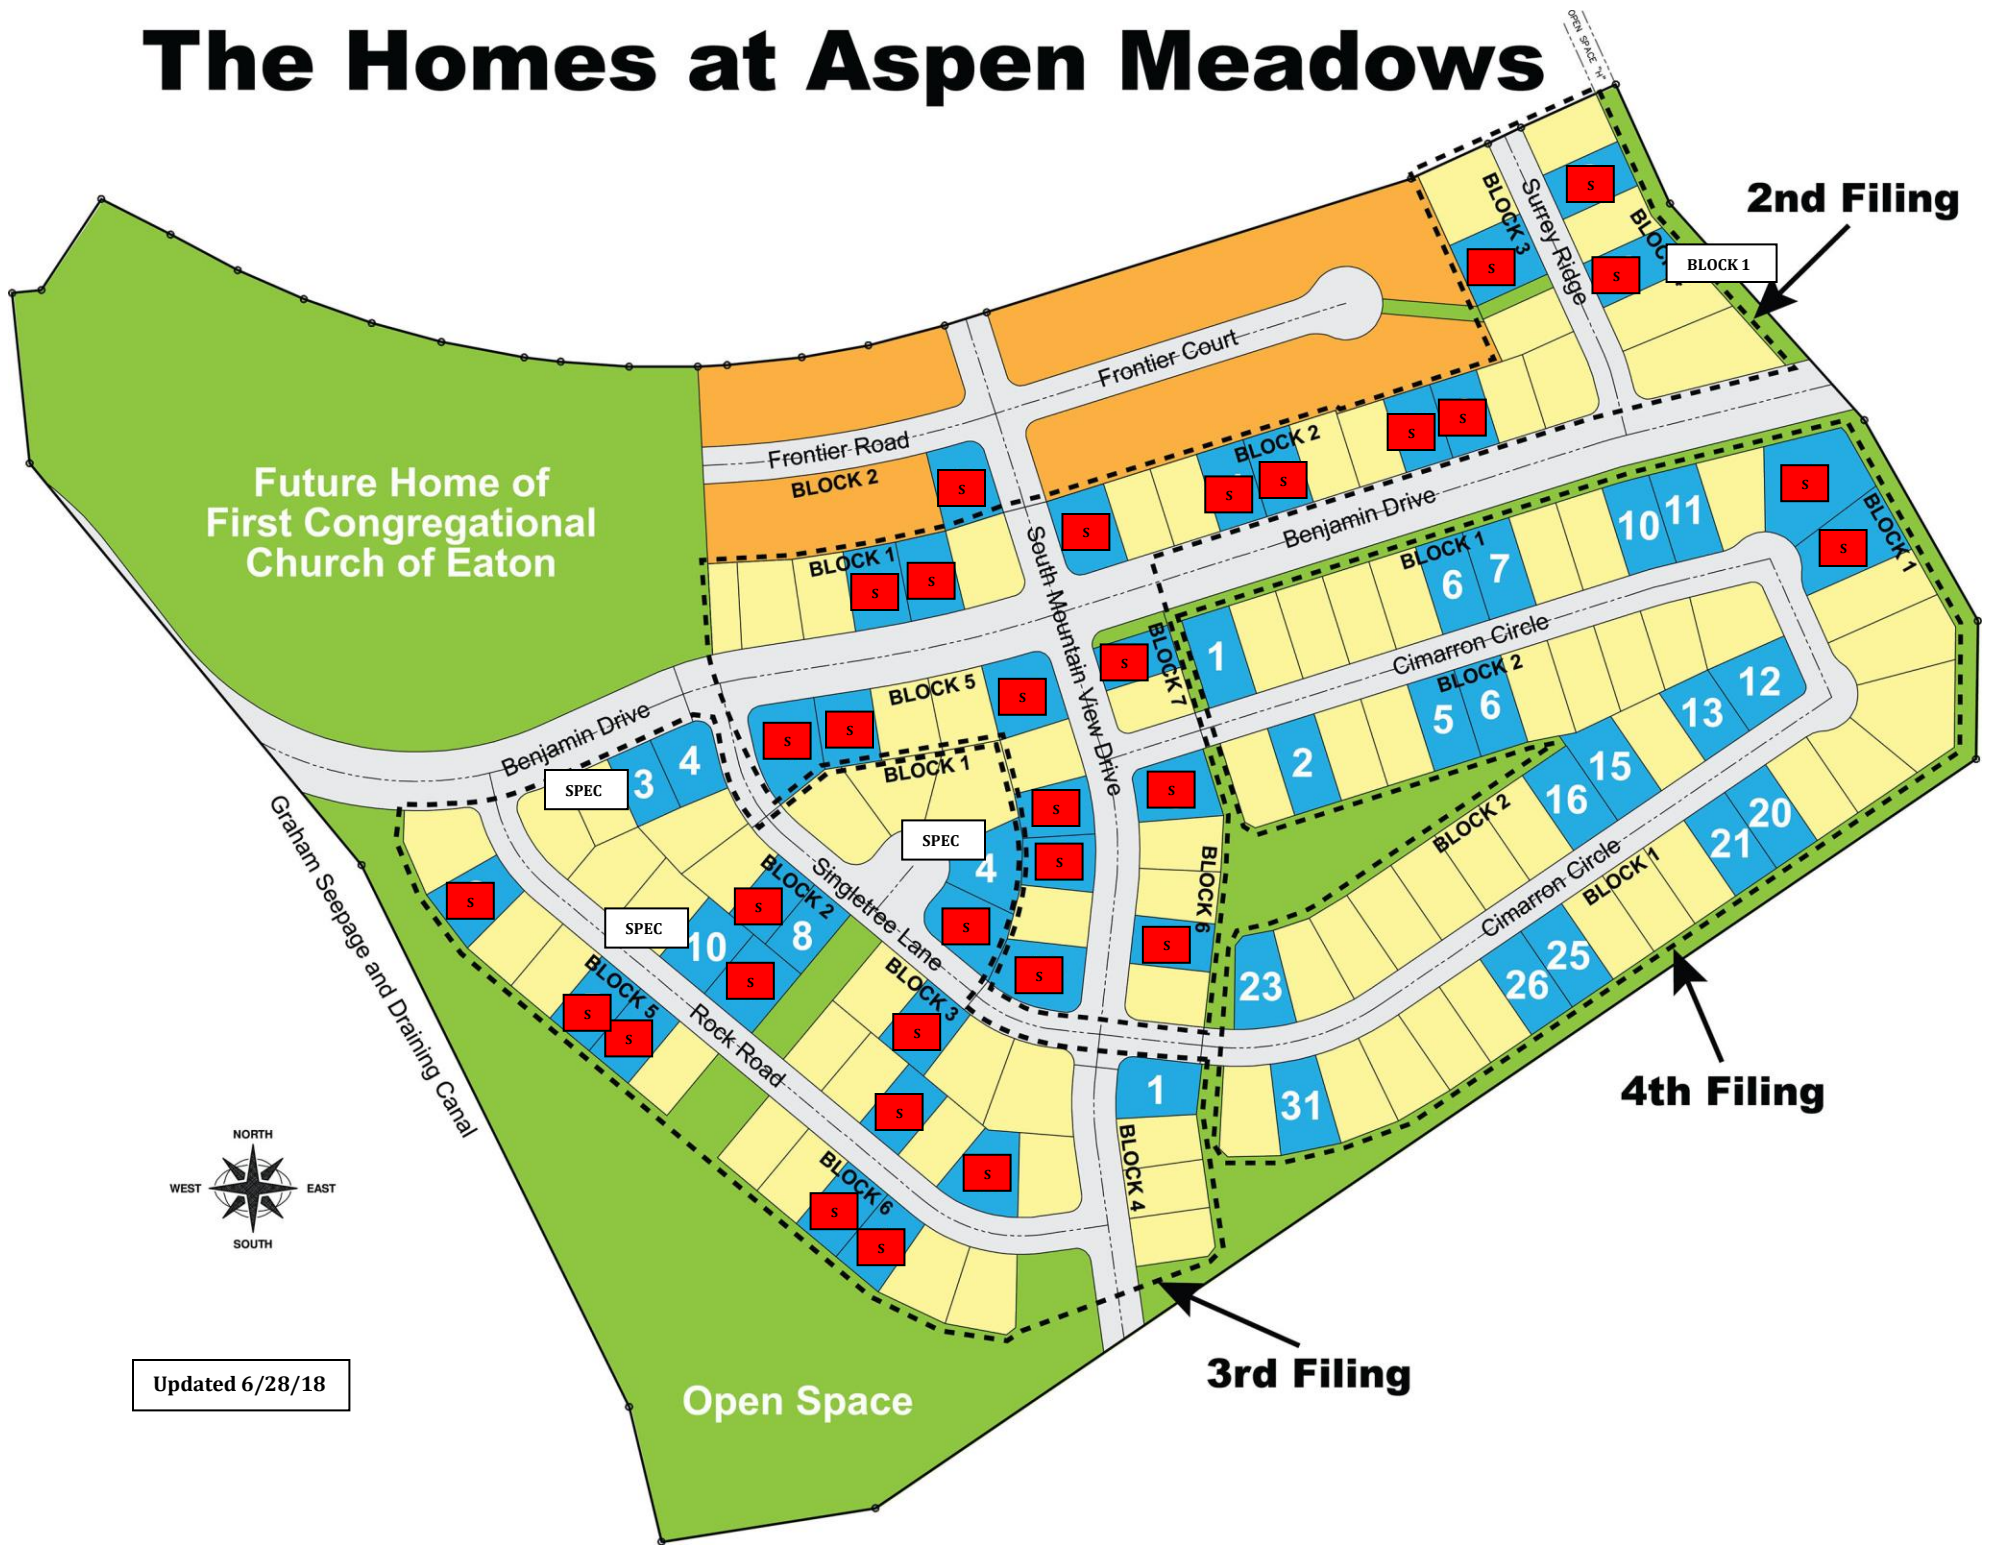 The Homes at Aspen Meadows
OPEN SPACE "H"
2nd Filing
BLOCK 3
Surrey Ridge
S
S
S
BLOCK 1
Future Home of
First Congregational
Church of Eaton
Frontier Court
Frontier Road
BLOCK 2
S
BLOCK 2
S
S
S
S
S
Benjamin Drive
South Mountain View Drive
BLOCK 1
S
S
BLOCK 1
1
6
7
10
11
S
S
BLOCK 1
Cimarron Circle
BLOCK 2
2
5
6
12
13
15
16
BLOCK 2
20
21
BLOCK 1
Cimarron Circle
23
25
26
31
4th Filing
S
BLOCK 7
BLOCK 5
S
S
S
Benjamin Drive
SPEC
3
4
BLOCK 1
SPEC
4
S
S
S
S
S
S
BLOCK 6
Singletree Lane
BLOCK 2
S
8
SPEC
10
S
S
BLOCK 5
S
S
Rock Road
BLOCK 3
S
S
S
1
BLOCK 4
BLOCK 6
S
S
3rd Filing
Graham Seepage and Draining Canal
NORTH
WEST
EAST
SOUTH
Updated 6/28/18
Open Space